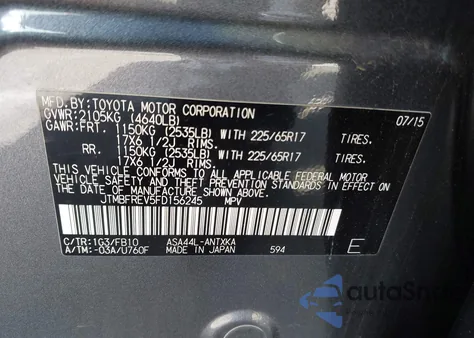 MFD.BY:TOYOTA MOTOR CORPORATION 07/15
GVWR:2105KG (4640LB)
GAWR:FRT. 1150KG (2535LB) WITH 225/65R17 TIRES.
17X6 1/2J RIMS.
RR. 1150KG (2535LB) WITH 225/65R17 TIRES.
17X6 1/2J RIMS.
THIS VEHICLE CONFORMS TO ALL APPLICABLE FEDERAL MOTOR
VEHICLE SAFETY AND THEFT PREVENTION STANDARDS IN
EFFECT ON THE DATE OF MANUFACTURE SHOWN ABOVE.
JTMBFREV5FD156245 MPV
C/TR:1G3/FB10 ASA44L-ANTXKA
A/TM:-03A/U760F MADE IN JAPAN 594 E